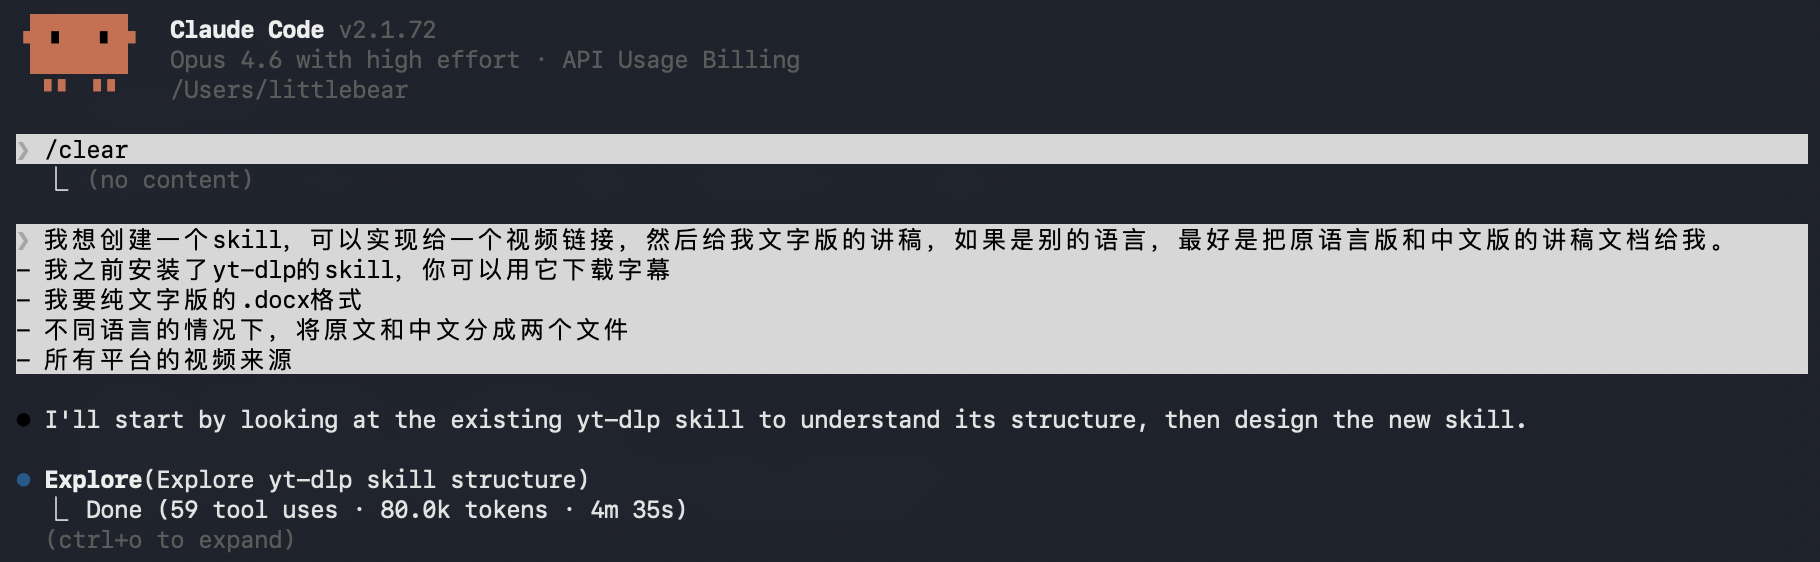 Claude Code v2.1.72
Opus 4.6 with high effort · API Usage Billing
/Users/littlebear
❯ /clear
⎿ (no content)
❯ 我想创建一个skill, 可以实现给一个视频链接, 然后给我文字版的讲稿, 如果是别的语言, 最好是把原语言版和中文版的讲稿文档给我。
- 我之前安装了yt-dlp的skill, 你可以用它下载字幕
- 我要纯文字版的.docx格式
- 不同语言的情况下, 将原文和中文分成两个文件
- 所有平台的视频来源
● I'll start by looking at the existing yt-dlp skill to understand its structure, then design the new skill.
● Explore(Explore yt-dlp skill structure)
⎿ Done (59 tool uses · 80.0k tokens · 4m 35s)
(ctrl+o to expand)